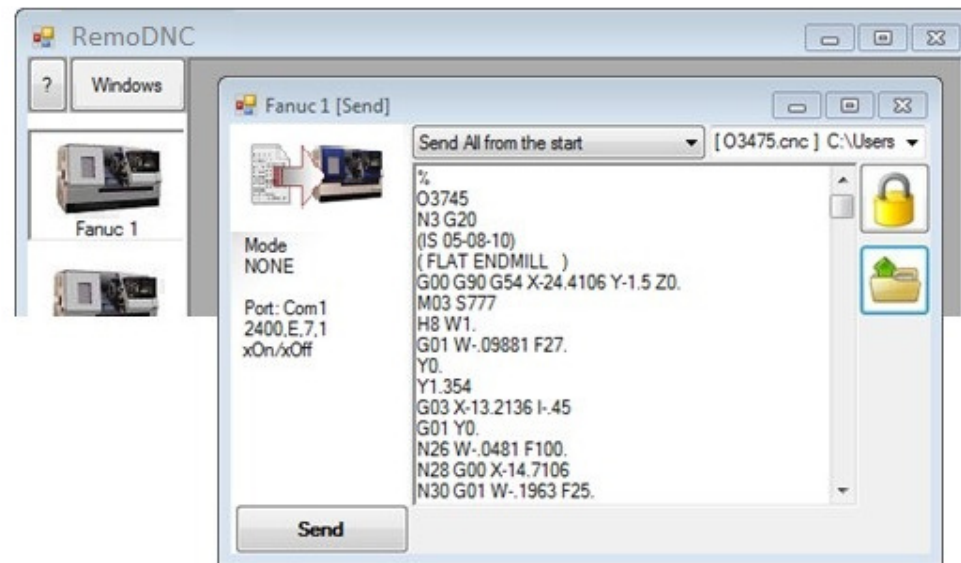 RemoDNC
? Windows
Fanuc 1
Fanuc 1 [Send]
Send All from the start
[ O3475.cnc ] C:\Users
Mode
NONE
Port: Com1
2400,E,7,1
xOn/xOff
%
O3745
N3 G20
(IS 05-08-10)
( FLAT ENDMILL )
G00 G90 G54 X-24.4106 Y-1.5 Z0.
M03 S777
H8 W1.
G01 W-.09881 F27.
Y0.
Y1.354
G03 X-13.2136 I-.45
G01 Y0.
N26 W-.0481 F100.
N28 G00 X-14.7106
N30 G01 W-.1963 F25.
Send